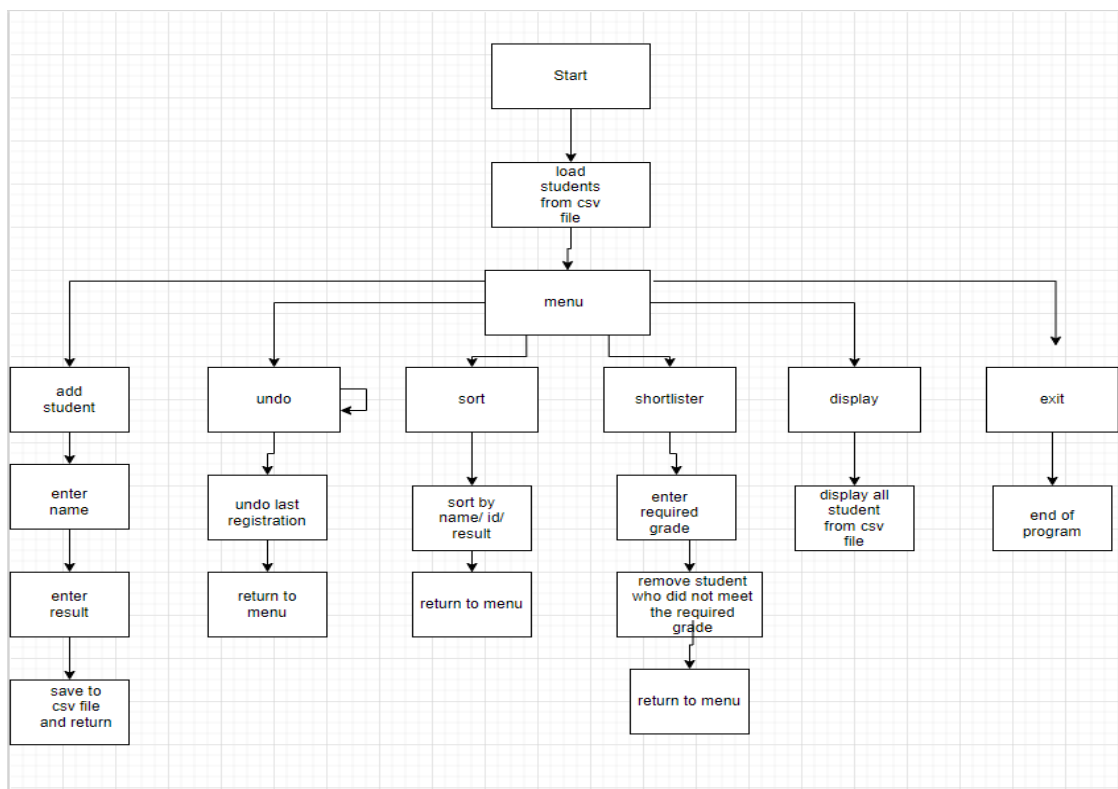 Start
load
students
from csv
file
menu
add
student
undo
sort
shortlister
display
exit
enter
name
undo last
registration
sort by
name/ id/
result
enter
required
grade
display all
student
from csv
file
end of
program
enter
result
return to
menu
return to menu
remove student
who did not meet
the required
grade
save to
csv file
and return
return to menu